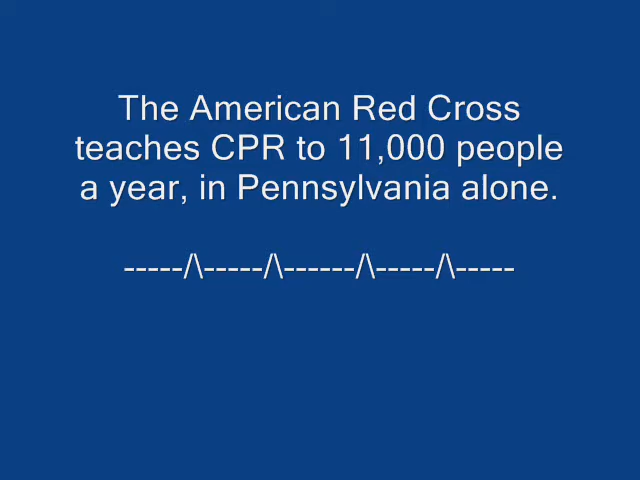 The American Red Cross
teaches CPR to 11,000 people
a year, in Pennsylvania alone.
-----/\-----/\------/\-----/\-----